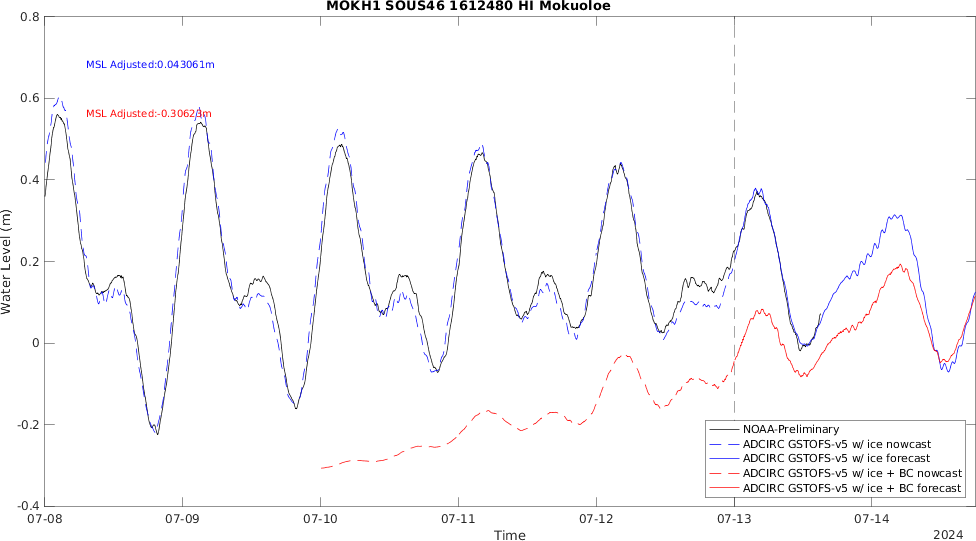 MOKH1 SOUS46 1612480 HI Mokuoloe
MSL Adjusted:0.043061m
Water Level (m)
0.8
0.6
0.4
0.2
0
-0.2
-0.4
NOAA-Preliminary
ADCIRC GSTOFS-v5 w/ ice nowcast
ADCIRC GSTOFS-v5 w/ ice forecast
ADCIRC GSTOFS-v5 w/ ice + BC nowcast
ADCIRC GSTOFS-v5 w/ ice + BC forecast
07-08 07-09 07-10 07-11 07-12 07-13 07-14
Time
2024